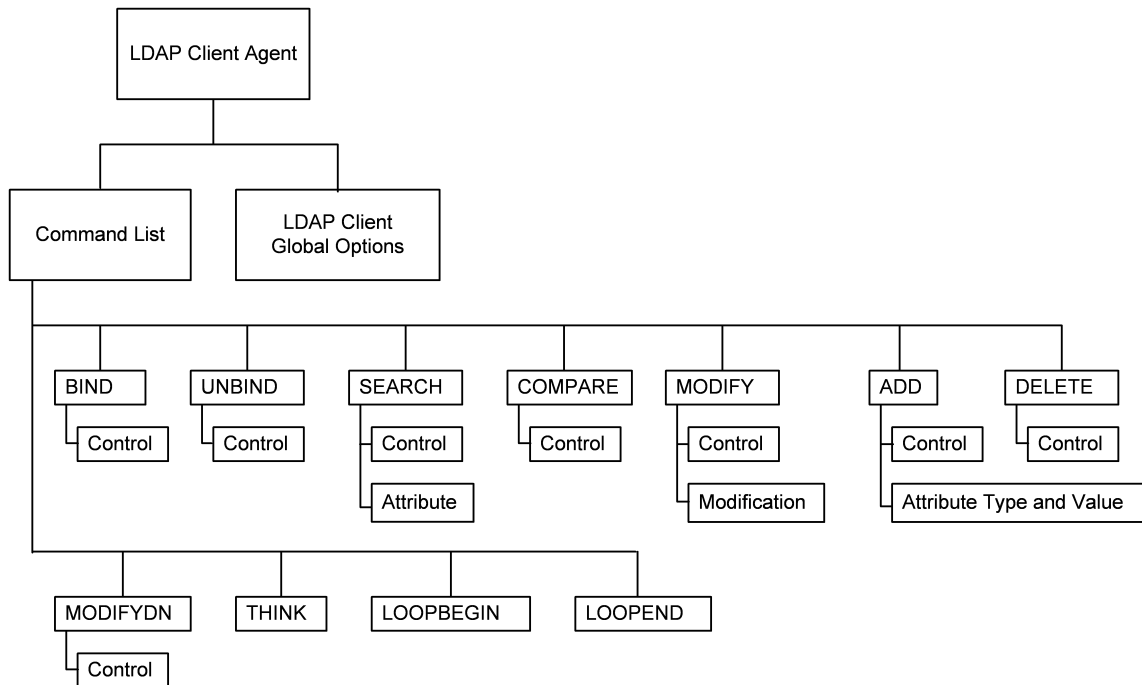 LDAP Client Agent
Command List
LDAP Client
Global Options
BIND
UNBIND
SEARCH
COMPARE
MODIFY
ADD
DELETE
Control
Control
Control
Control
Control
Control
Control
Attribute
Modification
Attribute Type and Value
MODIFYDN
THINK
LOOPBEGIN
LOOPEND
Control